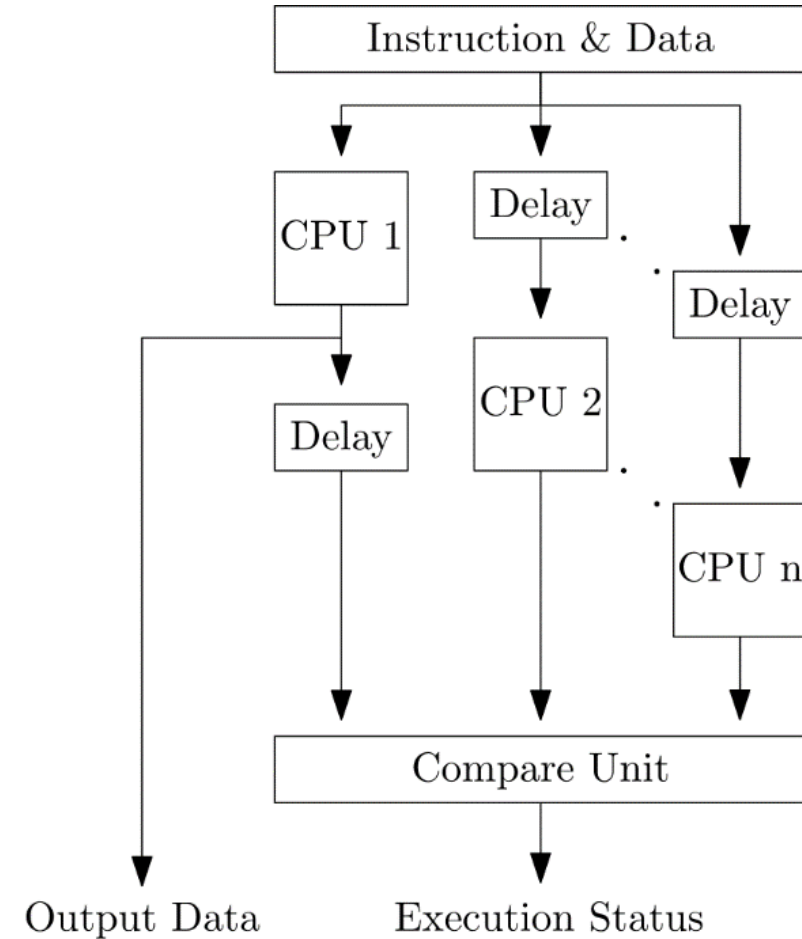 Instruction & Data
CPU 1
Delay
Delay
CPU 2
Delay
CPU n
Compare Unit
Output Data
Execution Status